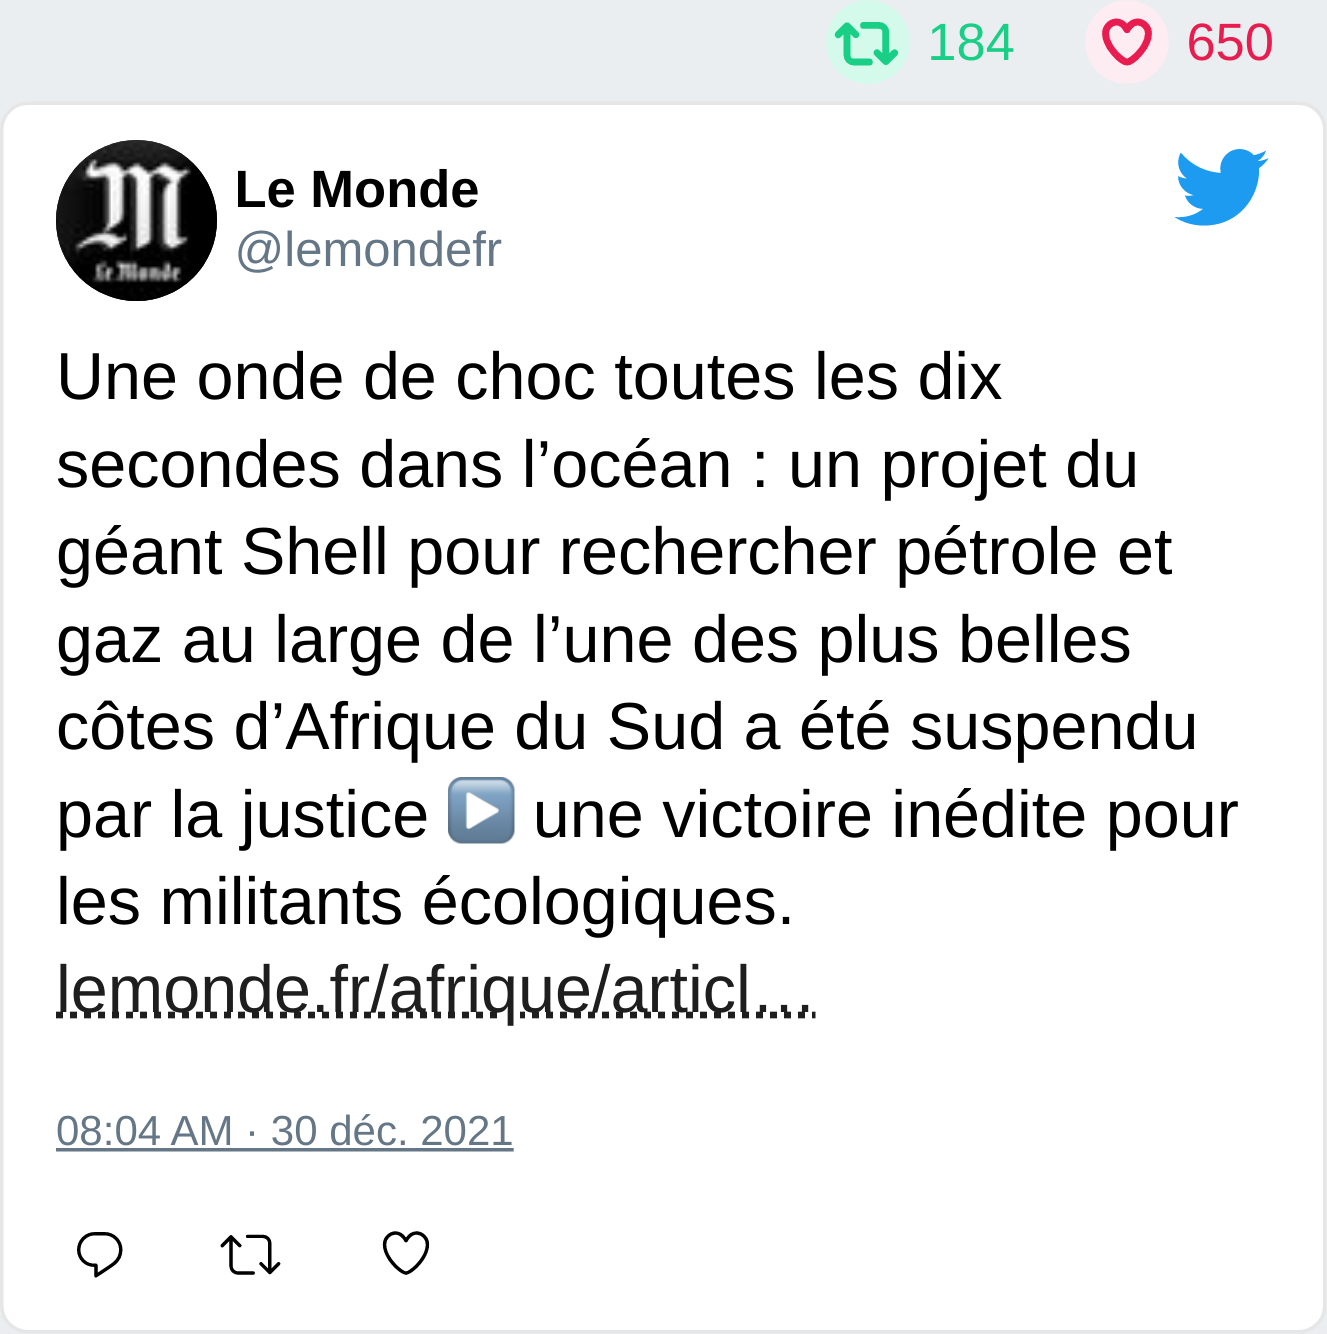 184 650
Le Monde
Le Monde
@lemondefr
Une onde de choc toutes les dix
secondes dans l’océan : un projet du
géant Shell pour rechercher pétrole et
gaz au large de l’une des plus belles
côtes d’Afrique du Sud a été suspendu
par la justice ▶️ une victoire inédite pour
les militants écologiques.
lemonde.fr/afrique/articl…
08:04 AM · 30 déc. 2021